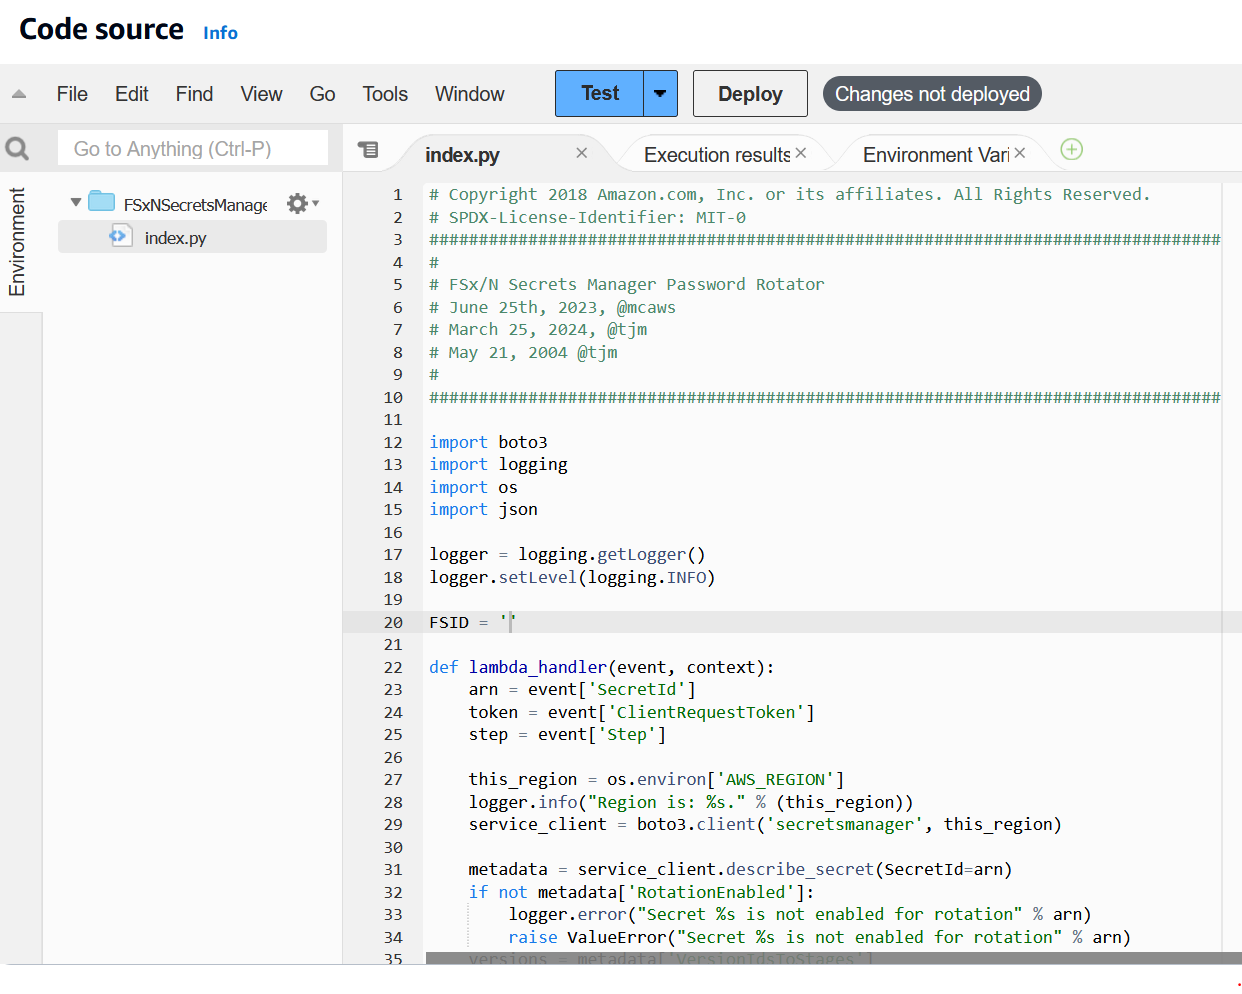 Code source Info
File Edit Find View Go Tools Window Test Deploy Changes not deployed
Go to Anything (Ctrl-P)
index.py Execution results Environment Vari
Environment
FSxNSecretsManage
index.py
1 # Copyright 2018 Amazon.com, Inc. or its affiliates. All Rights Reserved.
2 # SPDX-License-Identifier: MIT-0
3 ################################################################################
4 #
5 # FSx/N Secrets Manager Password Rotator
6 # June 25th, 2023, @mcaws
7 # March 25, 2024, @tjm
8 # May 21, 2004 @tjm
9 #
10 ################################################################################
11
12 import boto3
13 import logging
14 import os
15 import json
16
17 logger = logging.getLogger()
18 logger.setLevel(logging.INFO)
19
20 FSID = ''
21
22 def lambda_handler(event, context):
23     arn = event['SecretId']
24     token = event['ClientRequestToken']
25     step = event['Step']
26
27     this_region = os.environ['AWS_REGION']
28     logger.info("Region is: %s." % (this_region))
29     service_client = boto3.client('secretsmanager', this_region)
30
31     metadata = service_client.describe_secret(SecretId=arn)
32     if not metadata['RotationEnabled']:
33         logger.error("Secret %s is not enabled for rotation" % arn)
34         raise ValueError("Secret %s is not enabled for rotation" % arn)
35     versions = metadata['VersionIdsToStages']